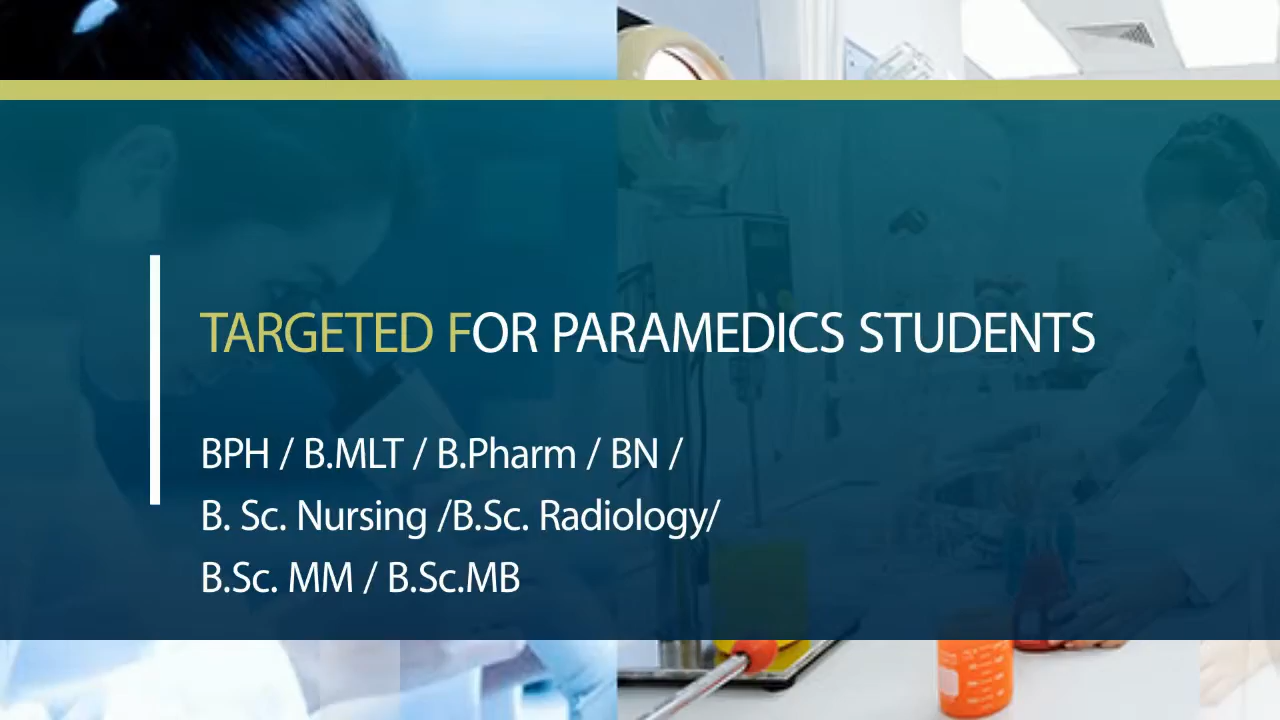 TARGETED FOR PARAMEDICS STUDENTS
BPH / B.MLT / B.Pharm / BN /
B. Sc. Nursing /B.Sc. Radiology/
B.Sc. MM / B.Sc.MB